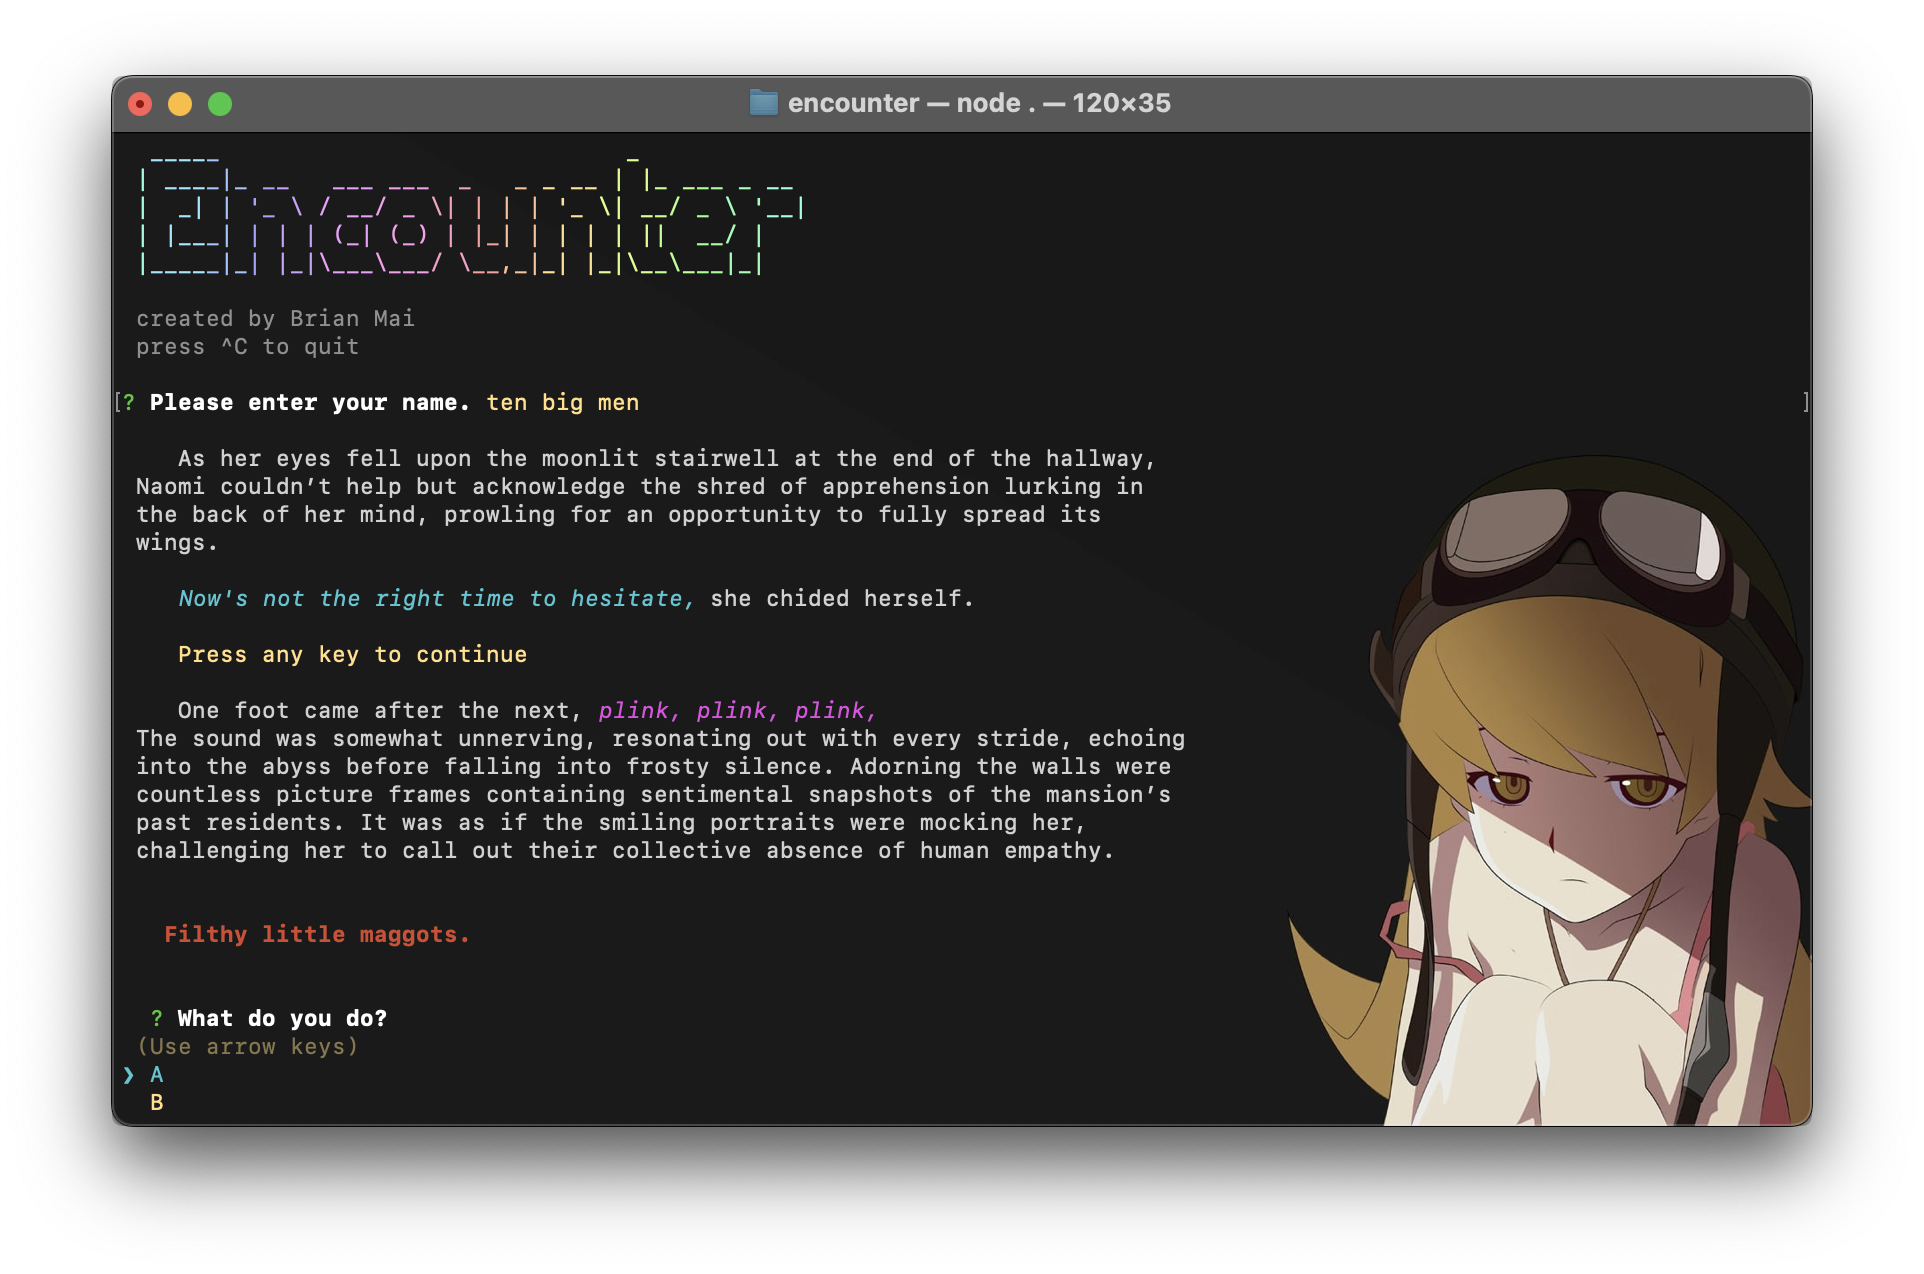 encounter — node . — 120×35
Encounter
created by Brian Mai
press ^C to quit
[? Please enter your name. ten big men ]
As her eyes fell upon the moonlit stairwell at the end of the hallway,
Naomi couldn’t help but acknowledge the shred of apprehension lurking in
the back of her mind, prowling for an opportunity to fully spread its
wings.
Now's not the right time to hesitate, she chided herself.
Press any key to continue
One foot came after the next, plink, plink, plink,
The sound was somewhat unnerving, resonating out with every stride, echoing
into the abyss before falling into frosty silence. Adorning the walls were
countless picture frames containing sentimental snapshots of the mansion’s
past residents. It was as if the smiling portraits were mocking her,
challenging her to call out their collective absence of human empathy.
Filthy little maggots.
? What do you do?
(Use arrow keys)
❯ A
B